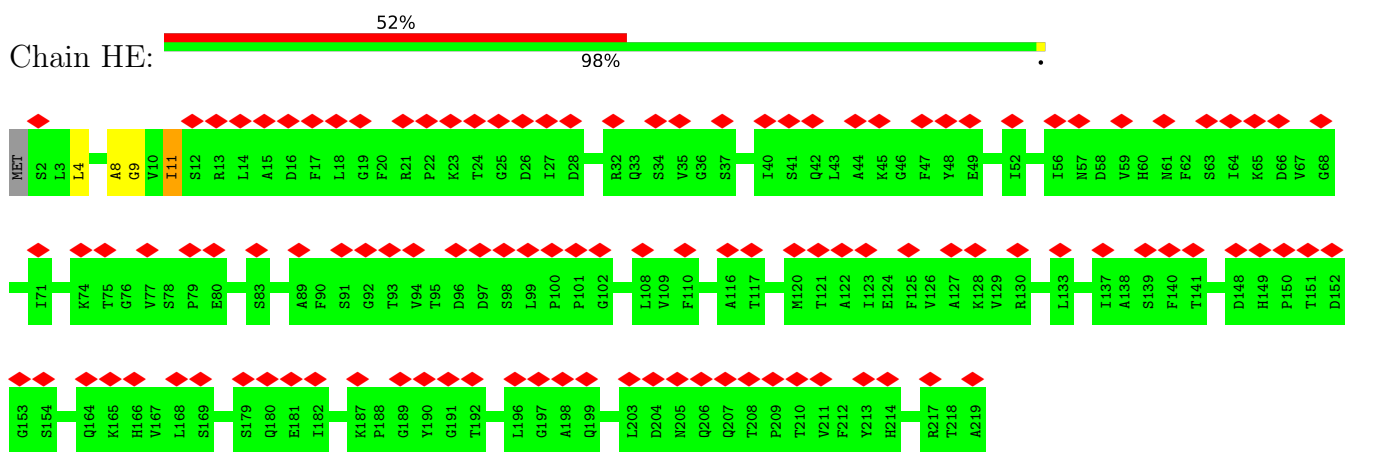 52%
Chain HE:
98%
•
MET S2 L3 L4 A8 G9 V10 I11 S12 R13 L14 A15 D16 F17 L18 G19 F20 R21 P22 K23 T24 G25 D26 I27 D28 R32 Q33 S34 V35 G36 S37 I40 S41 Q42 L43 A44 K45 G46 F47 Y48 E49 I52 I56 N57 D58 V59 H60 N61 F62 S63 I64 K65 D66 V67 G68
I71 K74 T75 G76 V77 S78 P79 E80 S83 A89 F90 S91 G92 T93 V94 T95 D96 D97 S98 L99 P100 P101 G102 L108 V109 F110 A116 T117 M120 T121 A122 I123 E124 F125 V126 A127 K128 V129 R130 L133 I137 A138 S139 F140 T141 D148 H149 P150 T151 D152
G153 S154 Q164 K165 H166 V167 L168 S169 S179 Q180 E181 I182 K187 P188 G189 Y190 G191 T192 L196 G197 A198 Q199 L203 D204 N205 Q206 Q207 T208 P209 T210 V211 F212 Y213 H214 R217 T218 A219